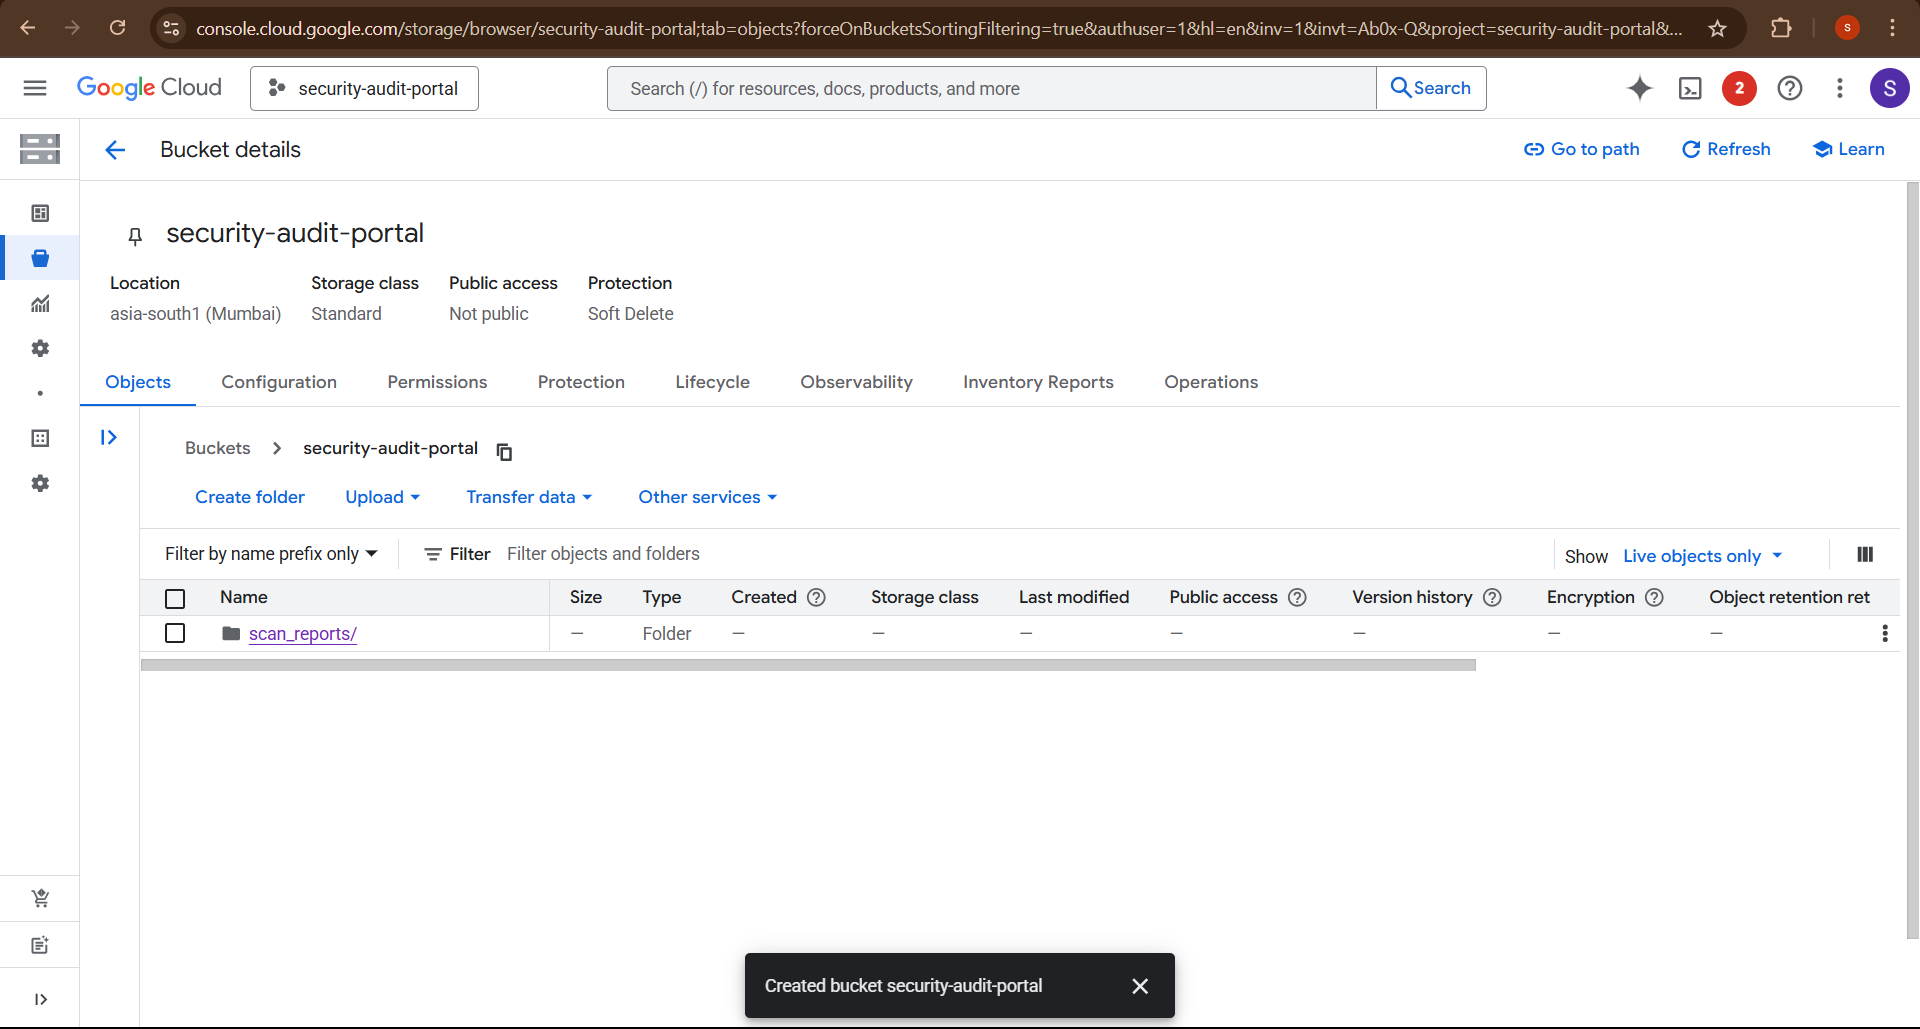 console.cloud.google.com/storage/browser/security-audit-portal;tab=objects?forceOnBucketsSortingFiltering=true&authuser=1&hl=en&inv=1&invt=Ab0x-Q&project=security-audit-portal&...
S
Google Cloud
security-audit-portal
Search (/) for resources, docs, products, and more
Search
2
S
Bucket details
Go to path
Refresh
Learn
security-audit-portal
Location Storage class Public access Protection
asia-south1 (Mumbai) Standard Not public Soft Delete
Objects Configuration Permissions Protection Lifecycle Observability Inventory Reports Operations
Buckets > security-audit-portal
Create folder Upload Transfer data Other services
Filter by name prefix only Filter Filter objects and folders Show Live objects only
Name Size Type Created Storage class Last modified Public access Version history Encryption Object retention ret
scan_reports/ — Folder — — — — — — —
Created bucket security-audit-portal